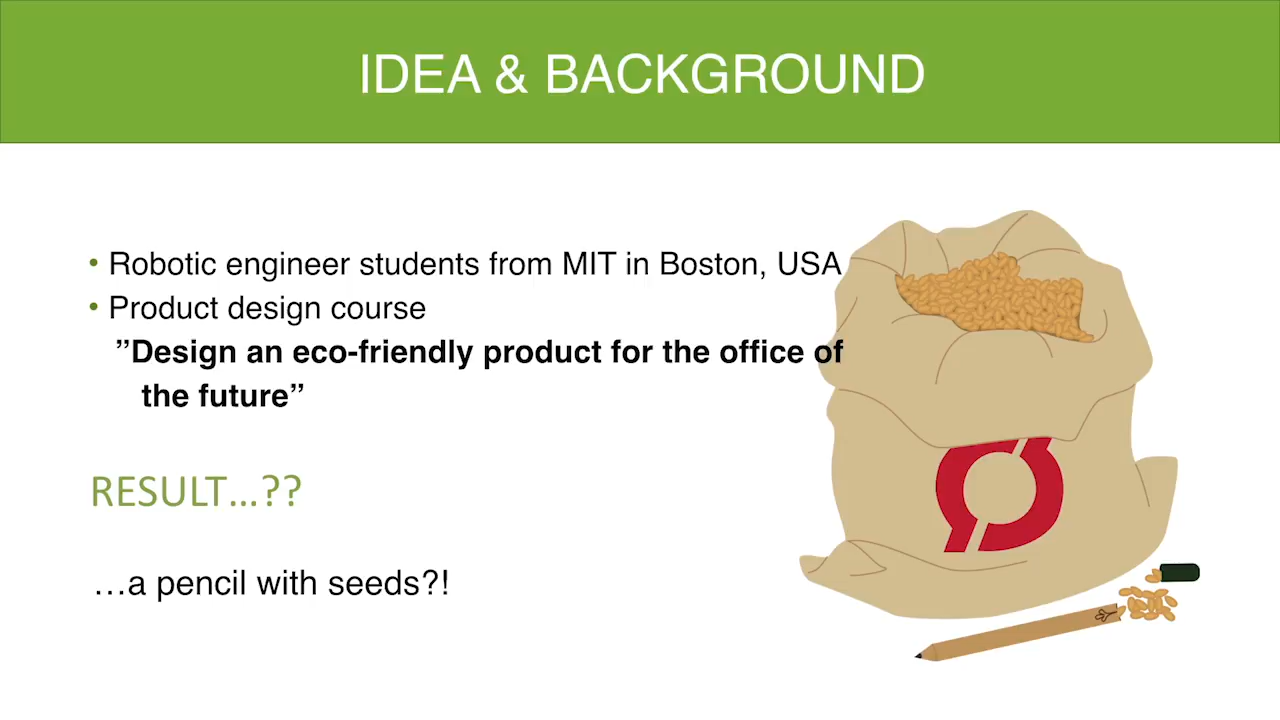 IDEA & BACKGROUND
• Robotic engineer students from MIT in Boston, USA
• Product design course
”Design an eco-friendly product for the office of
the future”
RESULT...??
...a pencil with seeds?!